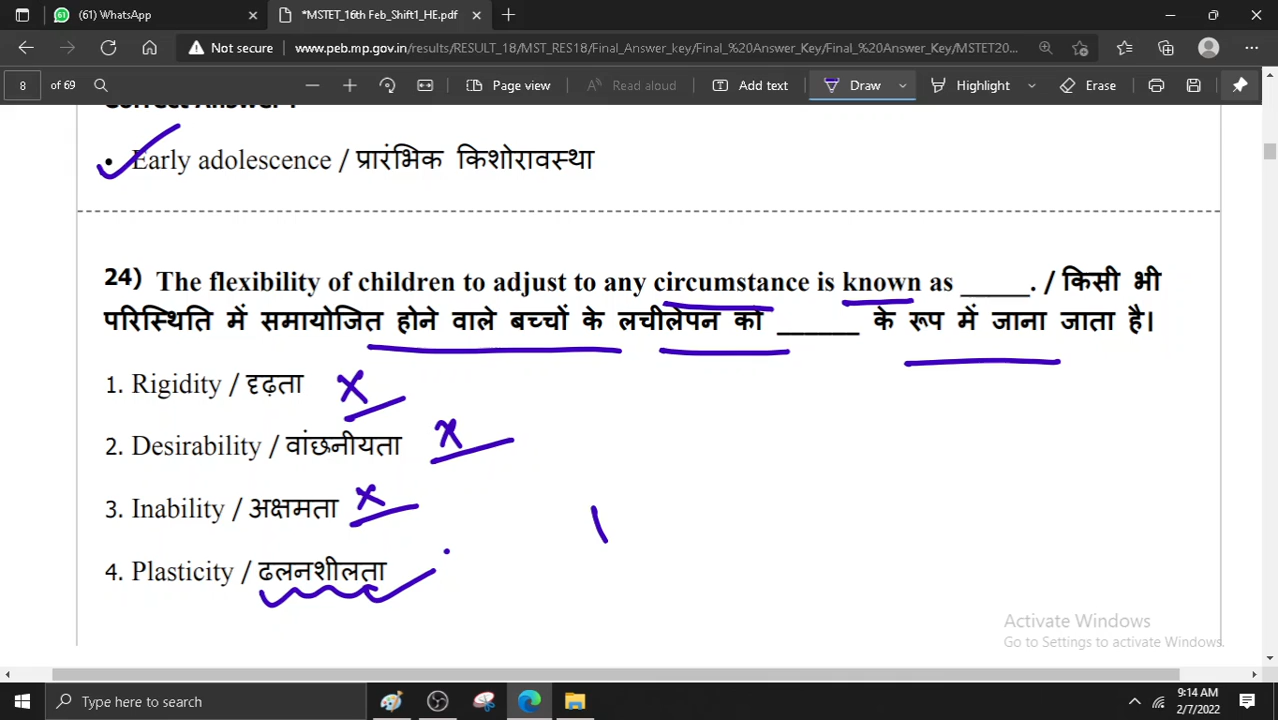 (61) WhatsApp
*MSTET_16th Feb_Shift1_HE.pdf
Not secure
www.peb.mp.gov.in/results/RESULT_18/MST_RES18/Final_Answer_key/Final_%20Answer_Key/Final_%20Answer_Key/MSTET20...
8 of 69 Page view Read aloud Add text Draw Highlight Erase
Correct Answer :
• Early adolescence / प्रारंभिक किशोरावस्था
24) The flexibility of children to adjust to any circumstance is known as _____. / किसी भी
परिस्थिति में समायोजित होने वाले बच्चों के लचीलेपन को ______ के रूप में जाना जाता है।
1. Rigidity / दृढ़ता
2. Desirability / वांछनीयता
3. Inability / अक्षमता
4. Plasticity / ढलनशीलता
Activate Windows
Go to Settings to activate Windows.
Type here to search
9:14 AM
2/7/2022